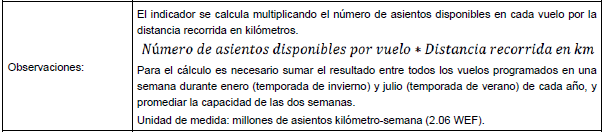 El indicador se calcula multiplicando el número de asientos disponibles en cada vuelo por la
distancia recorrida en kilómetros.
Número de asientos disponibles por vuelo * Distancia recorrida en km
Observaciones:
Para el cálculo es necesario sumar el resultado entre todos los vuelos programados en una
semana durante enero (temporada de invierno) y julio (temporada de verano) de cada año, y
promediar la capacidad de las dos semanas.
Unidad de medida: millones de asientos kilómetro-semana (2.06 WEF).